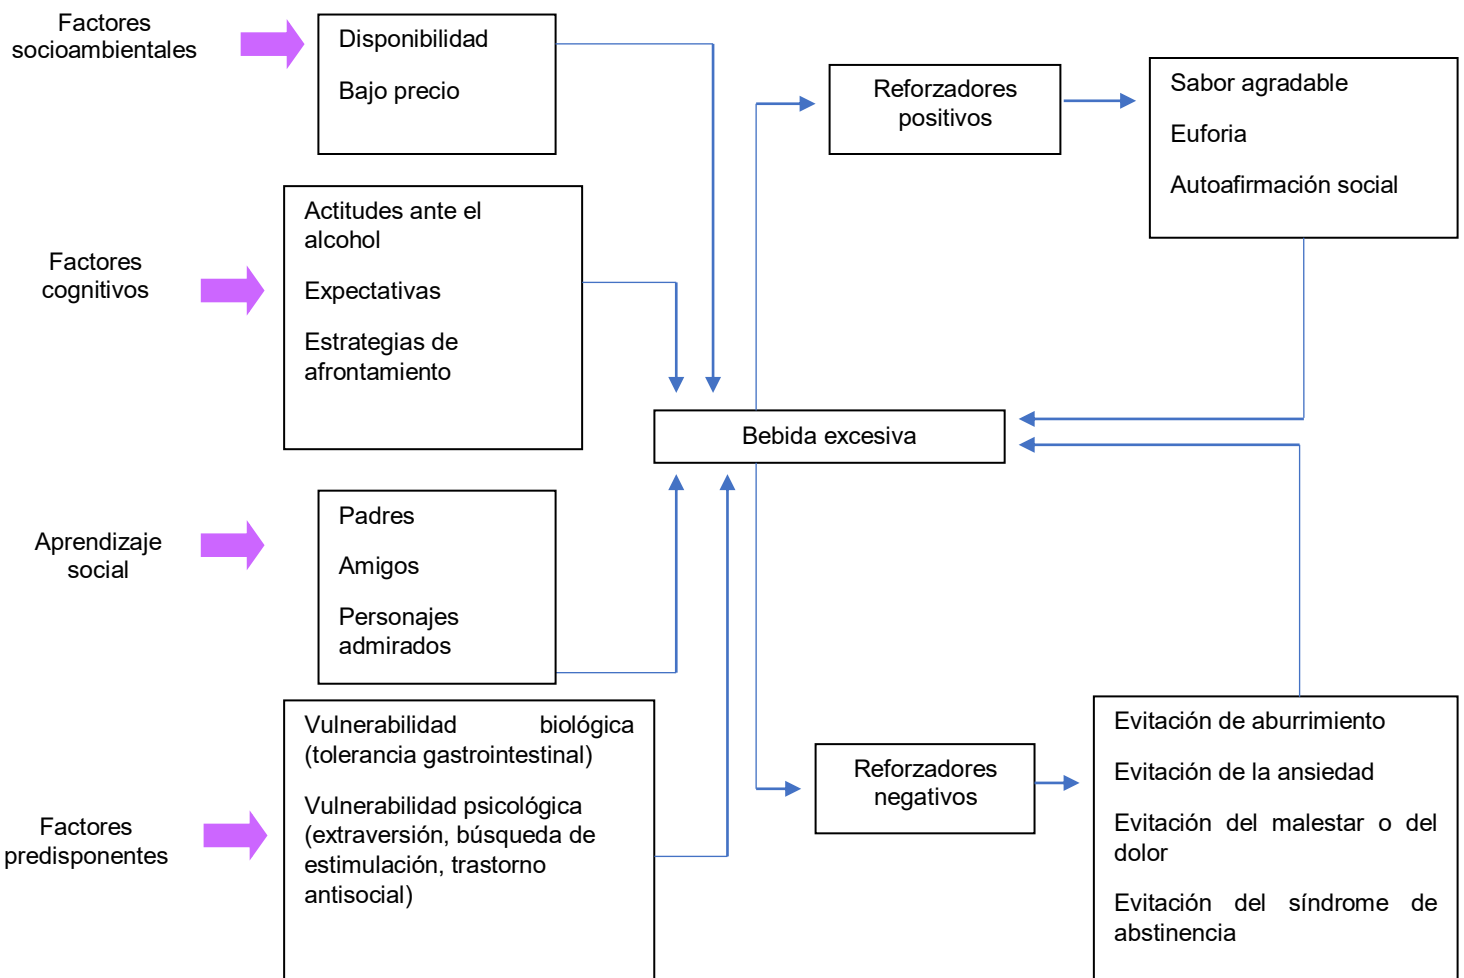 Factores
socioambientales
Disponibilidad
Bajo precio
Reforzadores
positivos
Sabor agradable
Euforia
Autoafirmación social
Factores
cognitivos
Actitudes ante el
alcohol
Expectativas
Estrategias de
afrontamiento
Bebida excesiva
Aprendizaje
social
Padres
Amigos
Personajes
admirados
Factores
predisponentes
Vulnerabilidad biológica
(tolerancia gastrointestinal)
Vulnerabilidad psicológica
(extraversión, búsqueda de
estimulación, trastorno
antisocial)
Reforzadores
negativos
Evitación de aburrimiento
Evitación de la ansiedad
Evitación del malestar o del
dolor
Evitación del síndrome de
abstinencia